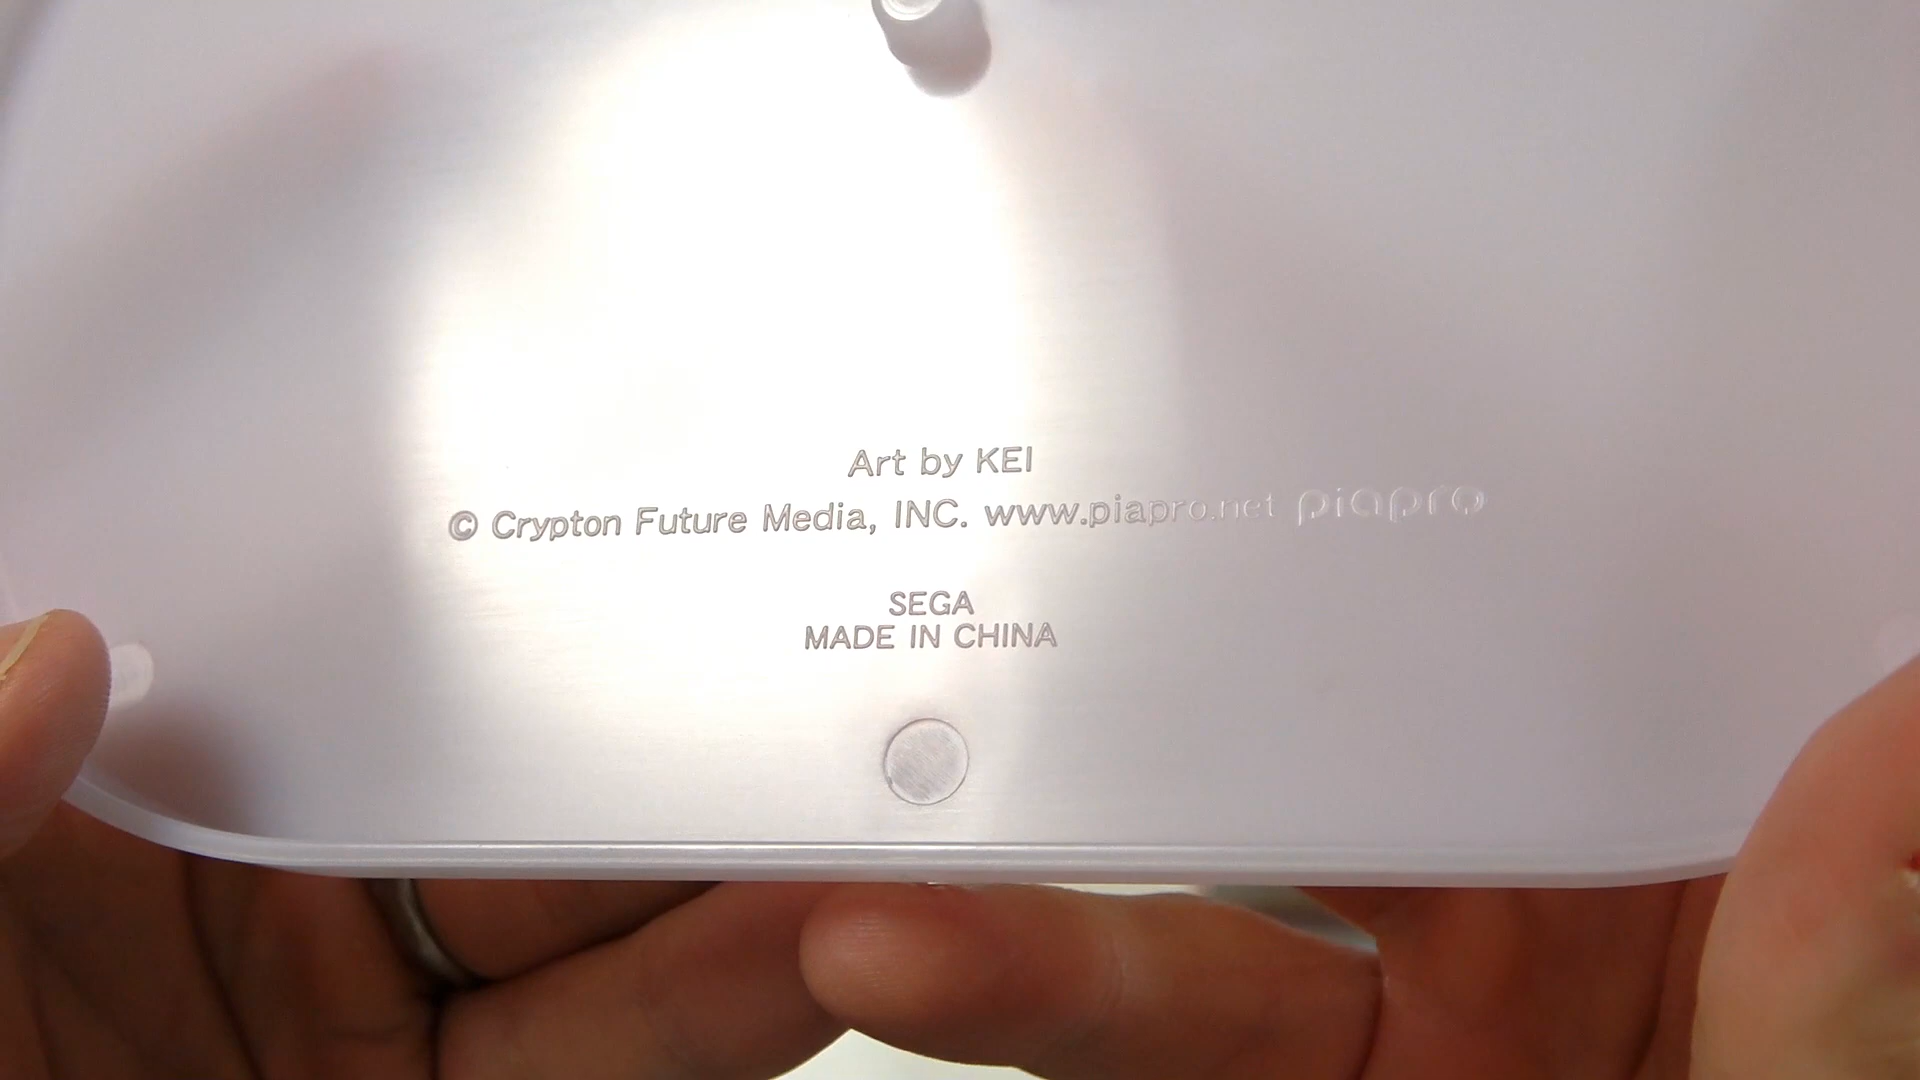 Art by KEI
© Crypton Future Media, INC. www.piapro.net piapro
SEGA
MADE IN CHINA